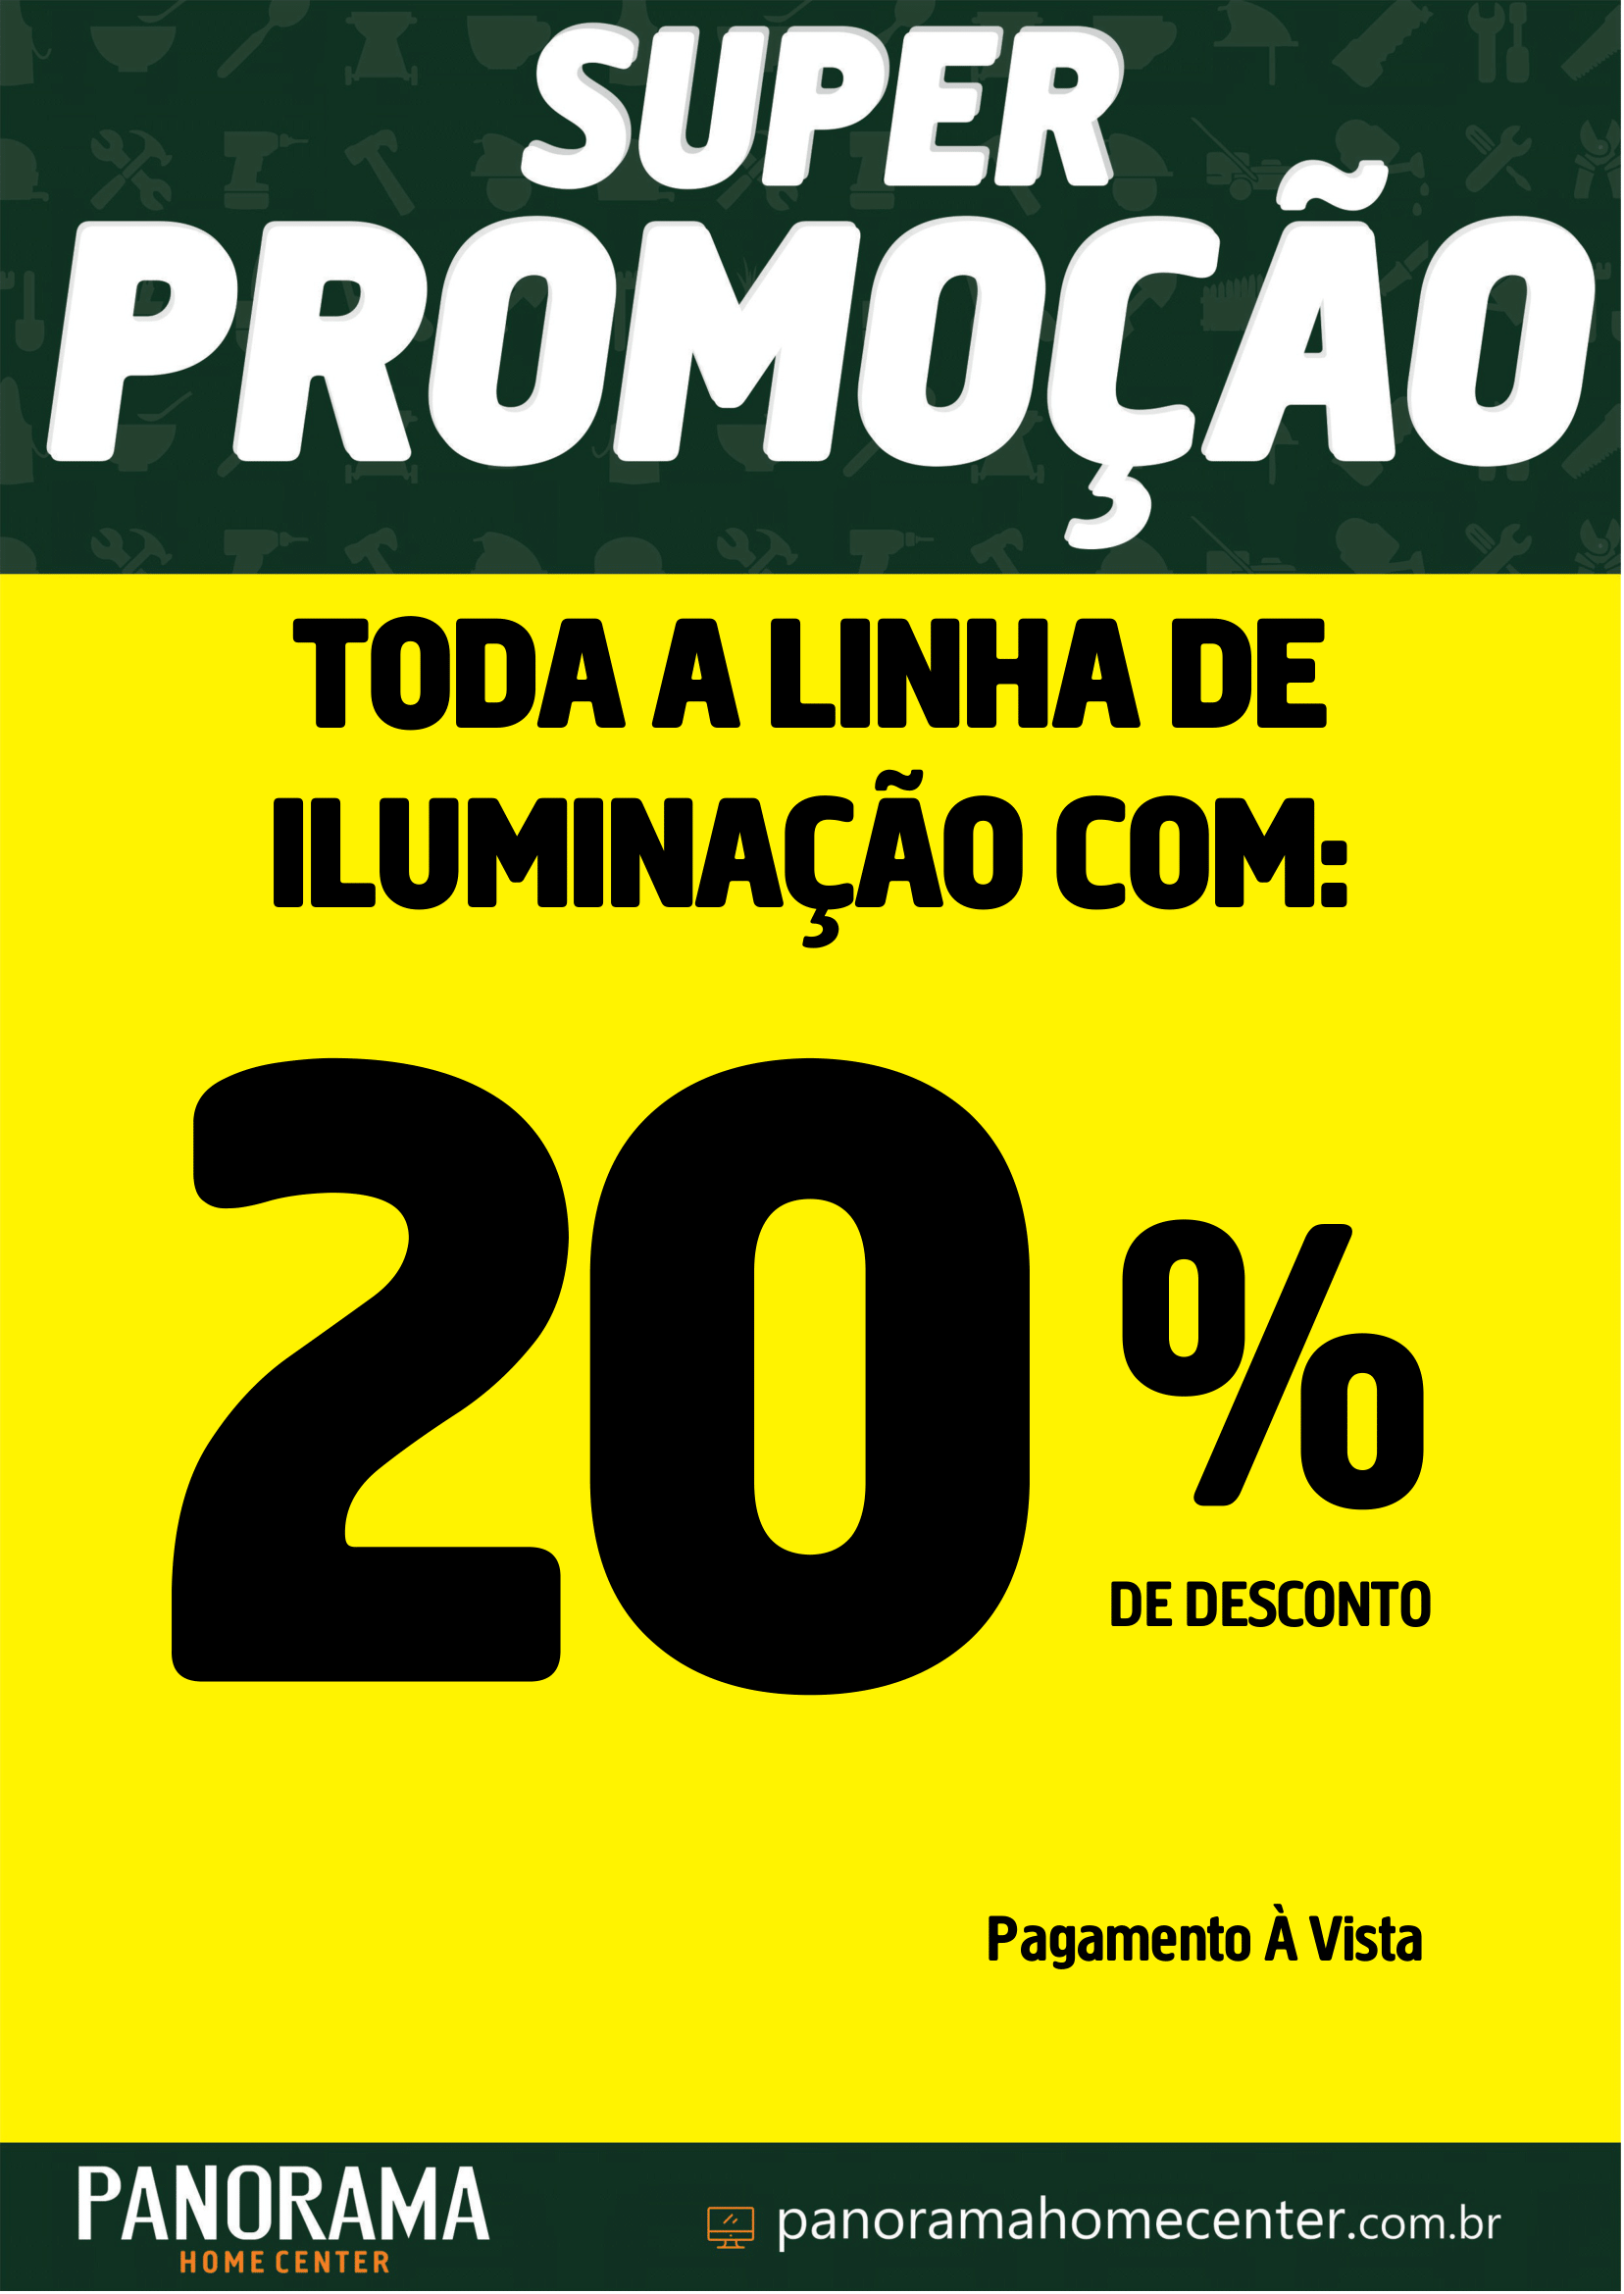 SUPER
PROMOÇÃO
TODA A LINHA DE
ILUMINAÇÃO COM:
20 %
DE DESCONTO
Pagamento À Vista
PANORAMA
HOME CENTER
panoramahomecenter.com.br